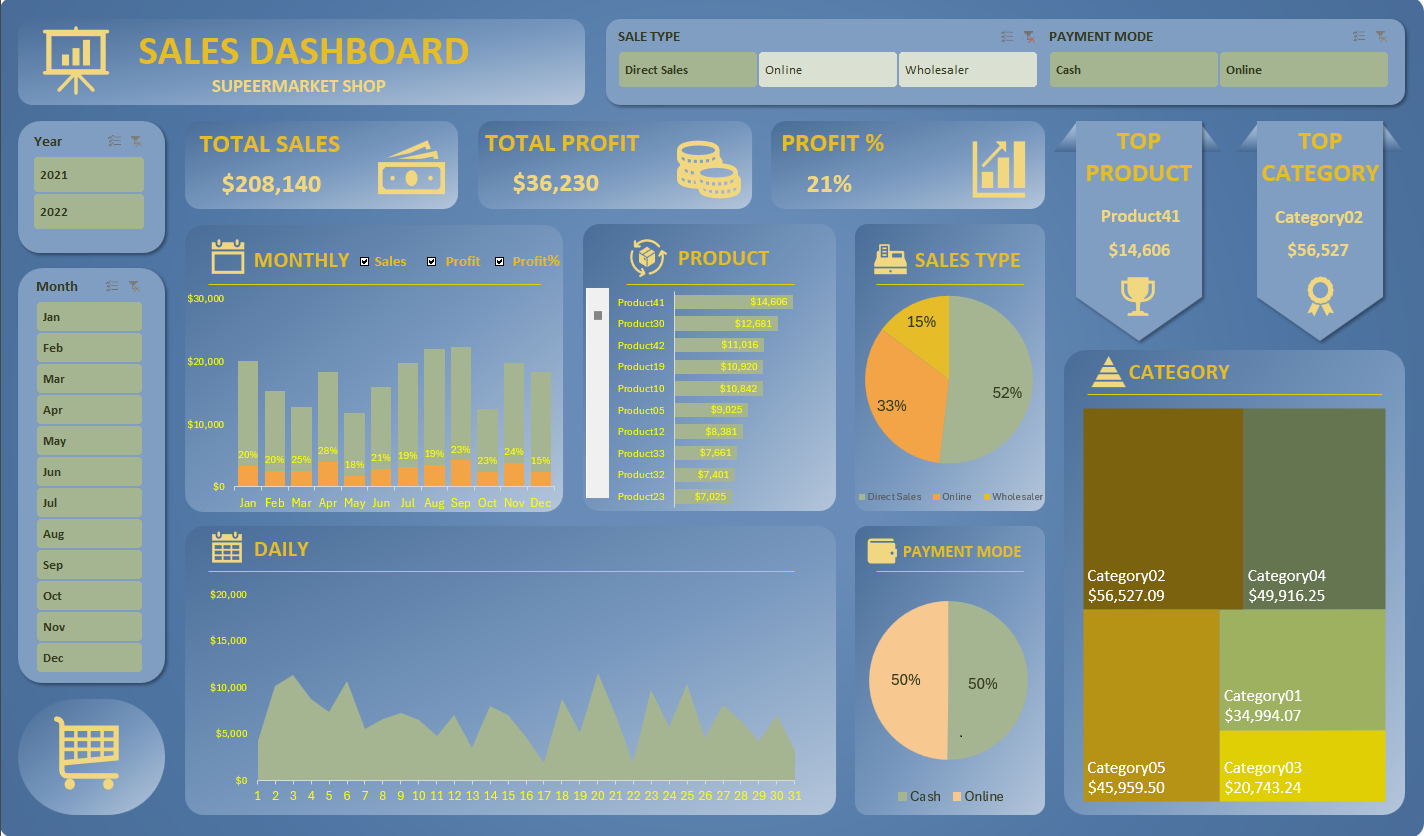 SALES DASHBOARD
SUPEERMARKET SHOP
SALE TYPE
Direct Sales
Online
Wholesaler
PAYMENT MODE
Cash
Online
Year
2021
2022
Month
Jan
Feb
Mar
Apr
May
Jun
Jul
Aug
Sep
Oct
Nov
Dec
TOTAL SALES
$208,140
TOTAL PROFIT
$36,230
PROFIT %
21%
TOP
PRODUCT
Product41
$14,606
TOP
CATEGORY
Category02
$56,527
MONTHLY
Sales
Profit
Profit%
$30,000
$20,000
$10,000
$0
20% 20% 25% 28% 18% 21% 19% 19% 23% 23% 24% 15%
Jan Feb Mar Apr May Jun Jul Aug Sep Oct Nov Dec
PRODUCT
Product41 $14,606
Product30 $12,681
Product42 $11,016
Product19 $10,920
Product10 $10,842
Product05 $9,025
Product12 $8,381
Product33 $7,661
Product32 $7,401
Product23 $7,025
SALES TYPE
15%
33%
52%
Direct Sales Online Wholesaler
CATEGORY
Category02
$56,527.09
Category04
$49,916.25
Category05
$45,959.50
Category01
$34,994.07
Category03
$20,743.24
DAILY
$20,000
$15,000
$10,000
$5,000
$0
1 2 3 4 5 6 7 8 9 10 11 12 13 14 15 16 17 18 19 20 21 22 23 24 25 26 27 28 29 30 31
PAYMENT MODE
50%
50%
.
Cash Online